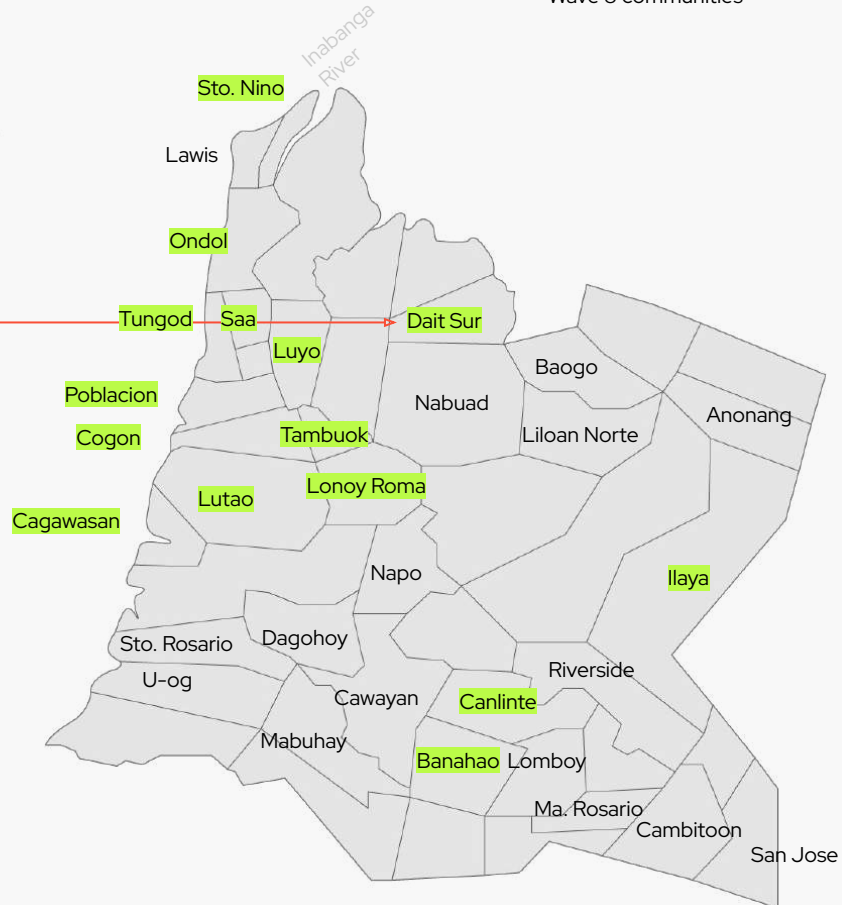 Wave 8 communities
Inabanga
River
Sto. Nino
Lawis
Ondol
Tungod
Saa
Dait Sur
Luyo
Baogo
Poblacion
Nabuad
Anonang
Cogon
Tambuok
Liloan Norte
Lutao
Lonoy Roma
Cagawasan
Napo
Ilaya
Sto. Rosario
Dagohoy
Riverside
U-og
Cawayan
Canlinte
Mabuhay
Banahao
Lomboy
Ma. Rosario
Cambitoon
San Jose